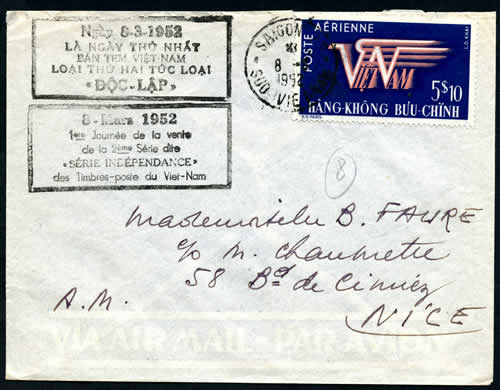 Ngày 8-3-1952
LÀ NGÀY THỨ NHẤT
BÁN TEM VIỆT-NAM
LOẠI THỨ HAI TỨC LOẠI
«ĐỘC-LẬP»
8-Mars 1952
1ère Journée de la vente
de la 2ème Série dite
«SÉRIE INDÉPENDANCE»
des Timbres-poste du Viet-Nam
SAIGON
8
1952
SUD VIET
POSTE AÉRIENNE
VIỆT NAM
5$10
HÀNG-KHÔNG BƯU-CHÍNH
8
Mademoiselle B. FAVRE
c/o M. Chaumette
58 Bd de Cimiez
NICE
A.M.
VIA AIR MAIL - PAR AVION